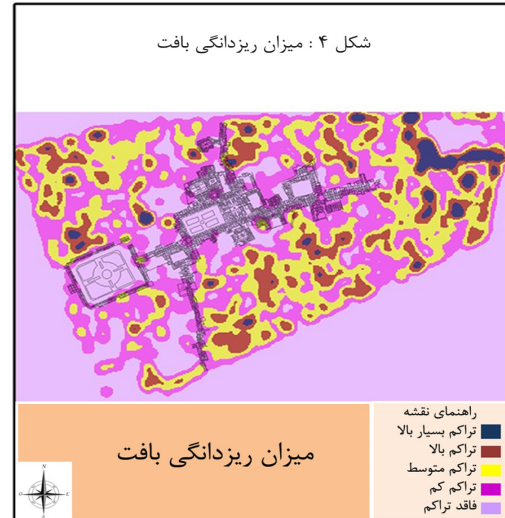 شکل ۴ : میزان ریزدانگی بافت
میزان ریزدانگی بافت
راهنمای نقشه
تراکم بسیار بالا
تراکم بالا
تراکم متوسط
تراکم کم
فاقد تراکم
N
O
E
S